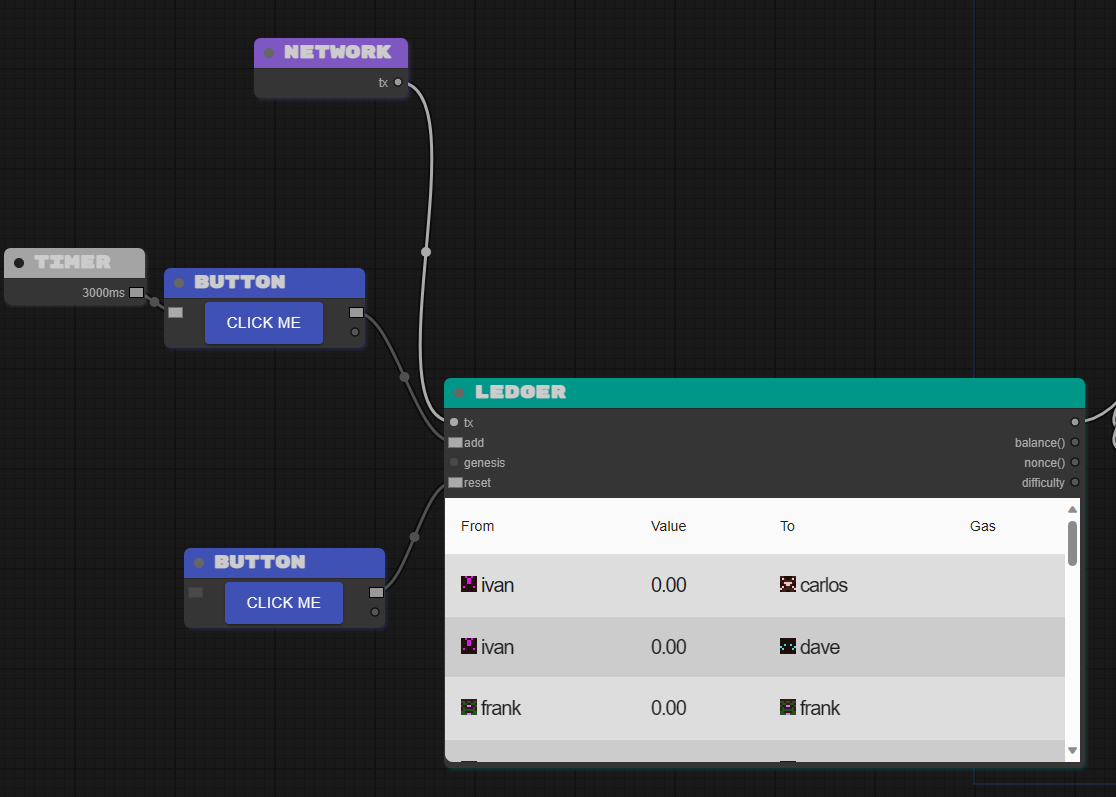 NETWORK
tx
TIMER
3000ms
BUTTON
CLICK ME
LEDGER
tx
add
balance()
genesis
nonce()
reset
difficulty
From Value To Gas
ivan 0.00 carlos
ivan 0.00 dave
frank 0.00 frank
BUTTON
CLICK ME